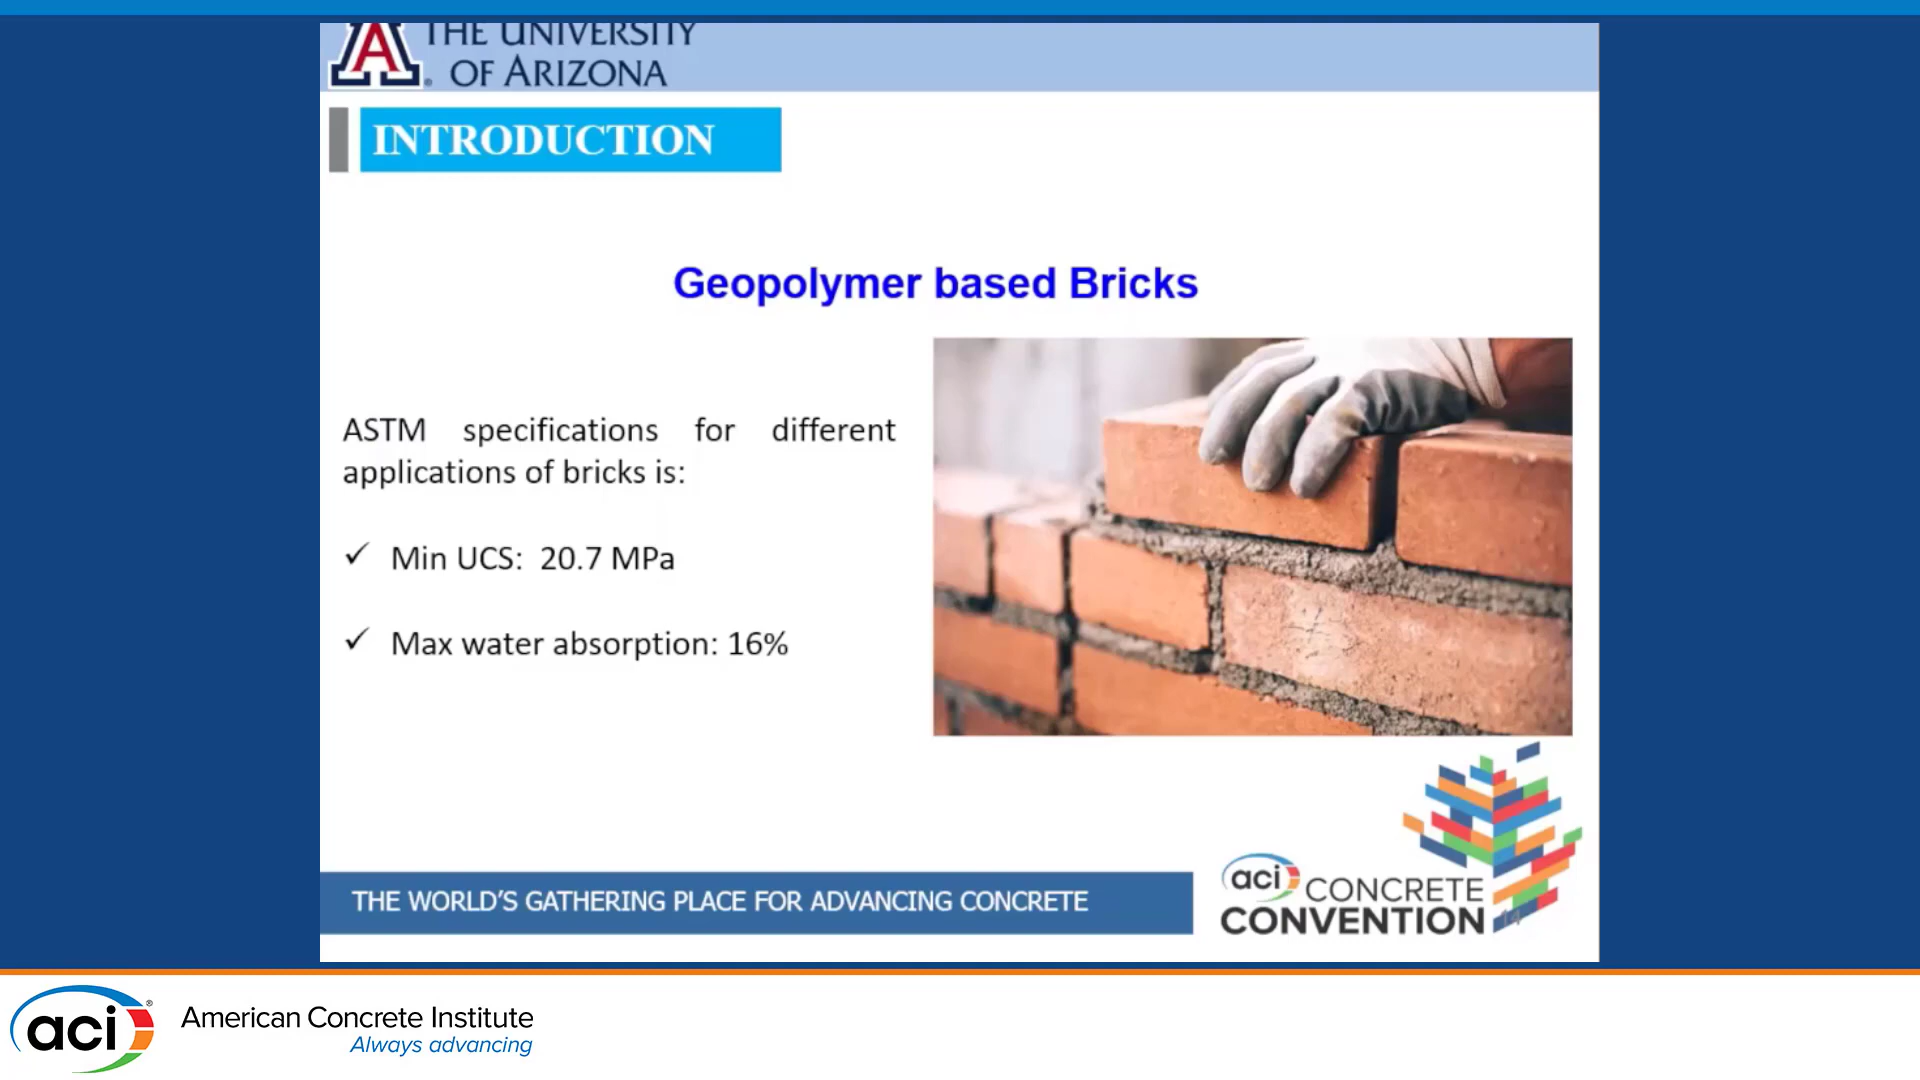 THE UNIVERSITY
OF ARIZONA
INTRODUCTION
Geopolymer based Bricks
ASTM specifications for different
applications of bricks is:
✓ Min UCS: 20.7 MPa
✓ Max water absorption: 16%
THE WORLD'S GATHERING PLACE FOR ADVANCING CONCRETE
aci CONCRETE
CONVENTION
14
aci®
American Concrete Institute
Always advancing